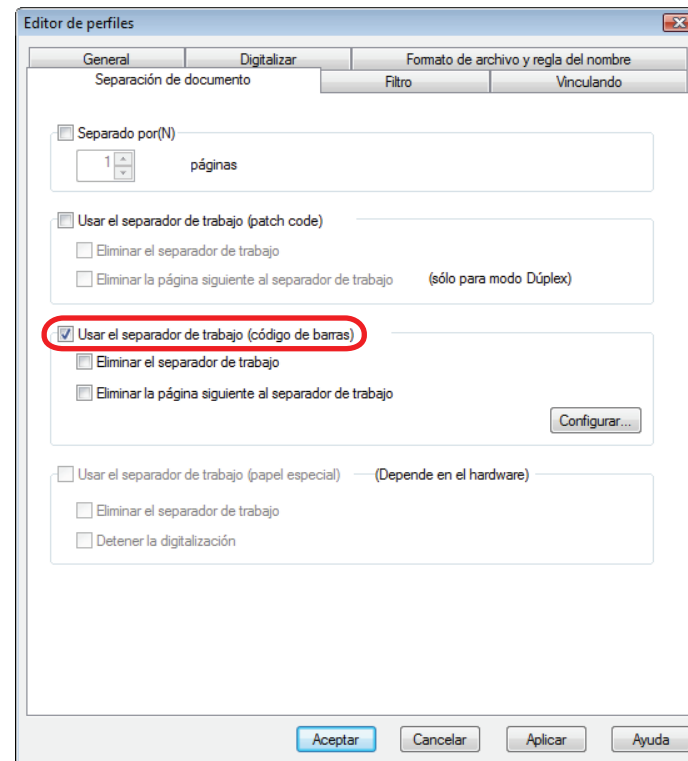 Editor de perfiles
General Digitalizar Formato de archivo y regla del nombre
Separación de documento Filtro Vinculando
Separado por(N)
1 páginas
Usar el separador de trabajo (patch code)
Eliminar el separador de trabajo
Eliminar la página siguiente al separador de trabajo (sólo para modo Dúplex)
Usar el separador de trabajo (código de barras)
Eliminar el separador de trabajo
Eliminar la página siguiente al separador de trabajo
Configurar...
Usar el separador de trabajo (papel especial) (Depende en el hardware)
Eliminar el separador de trabajo
Detener la digitalización
Aceptar Cancelar Aplicar Ayuda